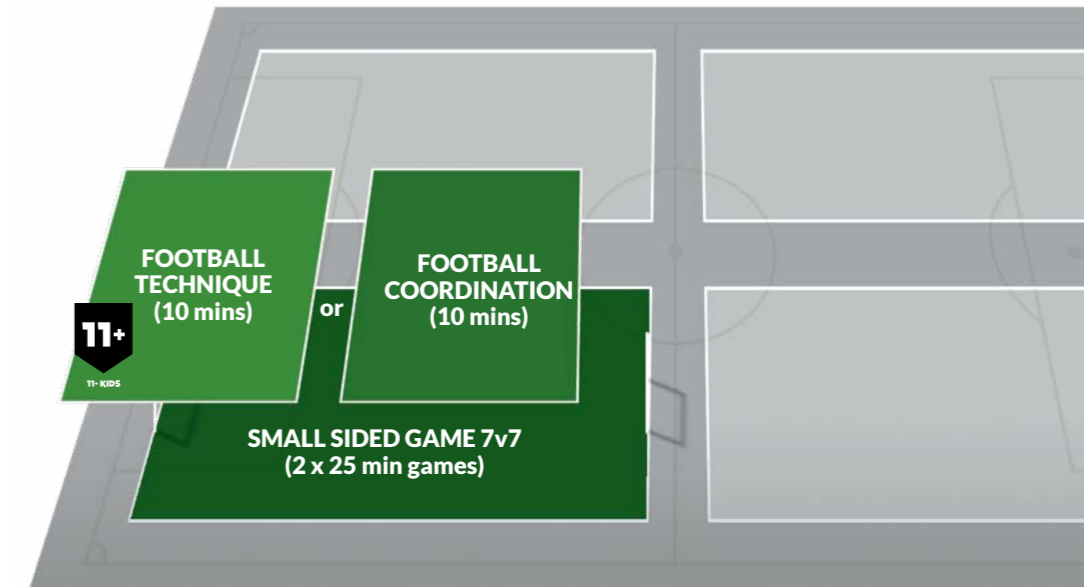 FOOTBALL
TECHNIQUE
(10 mins)
11+
11+ KIDS
or
FOOTBALL
COORDINATION
(10 mins)
SMALL SIDED GAME 7v7
(2 x 25 min games)